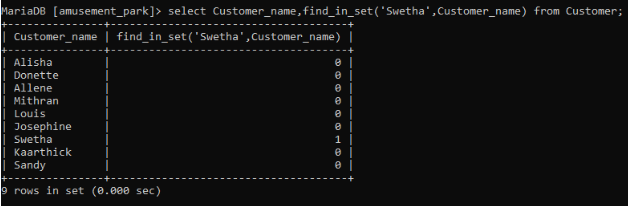 MariaDB [amusement_park]> select Customer_name,find_in_set('Swetha',Customer_name) from Customer;
+---------------+-------------------------------------+
| Customer_name | find_in_set('Swetha',Customer_name) |
+---------------+-------------------------------------+
| Alisha        |                                   0 |
| Donette       |                                   0 |
| Allene        |                                   0 |
| Mithran       |                                   0 |
| Louis         |                                   0 |
| Josephine     |                                   0 |
| Swetha        |                                   1 |
| Kaarthick     |                                   0 |
| Sandy         |                                   0 |
+---------------+-------------------------------------+
9 rows in set (0.000 sec)